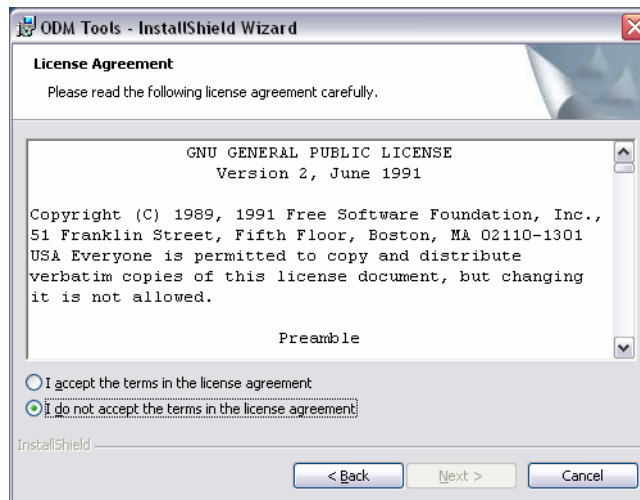 ODM Tools - InstallShield Wizard
License Agreement
Please read the following license agreement carefully.
GNU GENERAL PUBLIC LICENSE
Version 2, June 1991
Copyright (C) 1989, 1991 Free Software Foundation, Inc.,
51 Franklin Street, Fifth Floor, Boston, MA 02110-1301
USA Everyone is permitted to copy and distribute
verbatim copies of this license document, but changing
it is not allowed.
Preamble
I accept the terms in the license agreement
I do not accept the terms in the license agreement
InstallShield
< Back
Next >
Cancel